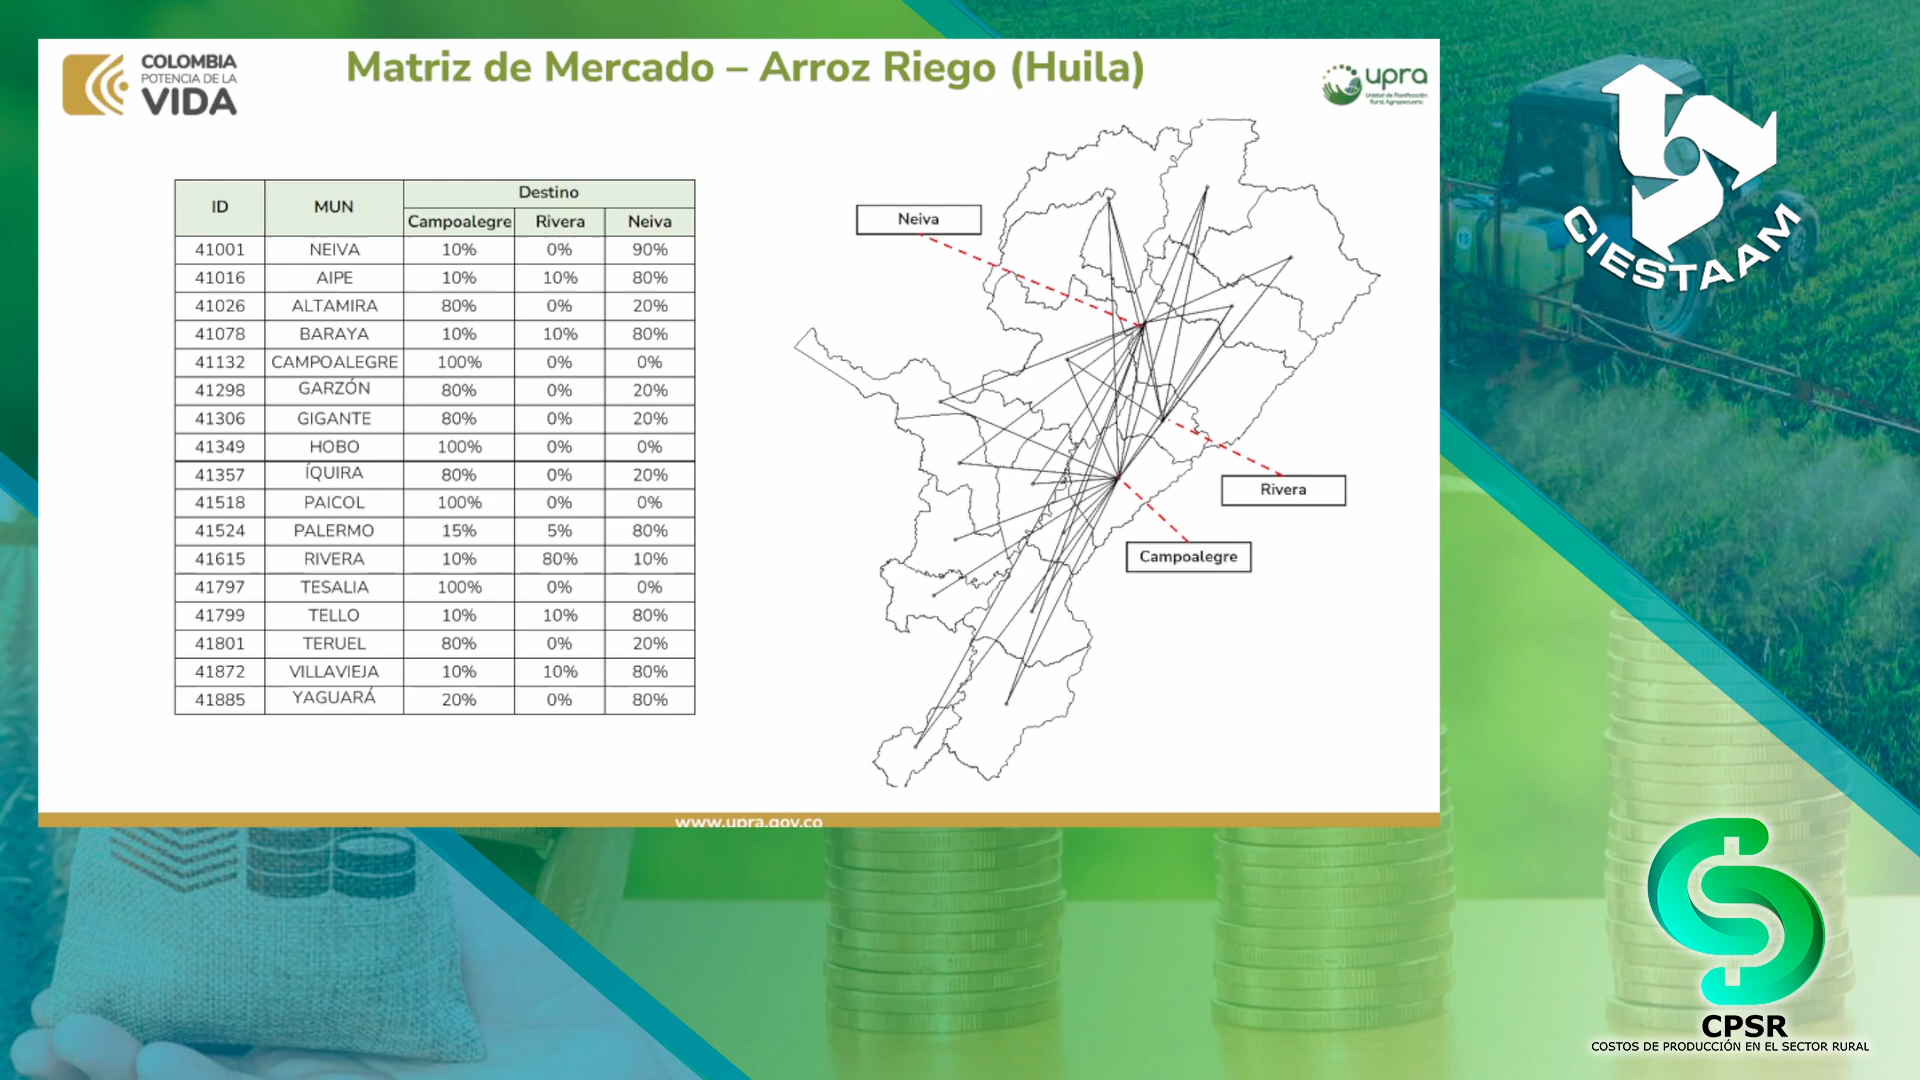 COLOMBIA
POTENCIA DE LA
VIDA
Matriz de Mercado – Arroz Riego (Huila)
upra
Unidad de Planificación
Rural Agropecuaria
ID MUN Destino
Campoalegre Rivera Neiva
41001 NEIVA 10% 0% 90%
41016 AIPE 10% 10% 80%
41026 ALTAMIRA 80% 0% 20%
41078 BARAYA 10% 10% 80%
41132 CAMPOALEGRE 100% 0% 0%
41298 GARZÓN 80% 0% 20%
41306 GIGANTE 80% 0% 20%
41349 HOBO 100% 0% 0%
41357 ÍQUIRA 80% 0% 20%
41518 PAICOL 100% 0% 0%
41524 PALERMO 15% 5% 80%
41615 RIVERA 10% 80% 10%
41797 TESALIA 100% 0% 0%
41799 TELLO 10% 10% 80%
41801 TERUEL 80% 0% 20%
41872 VILLAVIEJA 10% 10% 80%
41885 YAGUARÁ 20% 0% 80%
Neiva
Rivera
Campoalegre
www.upra.gov.co
CIESTAAM
CPSR
COSTOS DE PRODUCCIÓN EN EL SECTOR RURAL